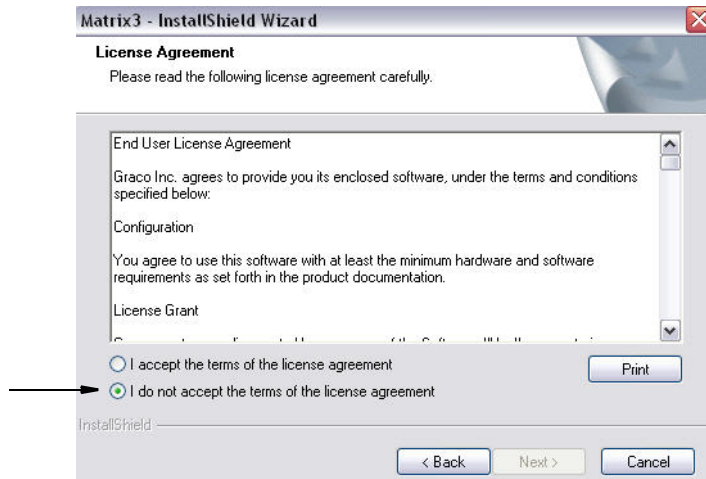 Matrix3 - InstallShield Wizard
License Agreement
Please read the following license agreement carefully.
End User License Agreement
Graco Inc. agrees to provide you its enclosed software, under the terms and conditions
specified below:
Configuration
You agree to use this software with at least the minimum hardware and software
requirements as set forth in the product documentation.
License Grant
I accept the terms of the license agreement
Print
I do not accept the terms of the license agreement
InstallShield
< Back
Next >
Cancel